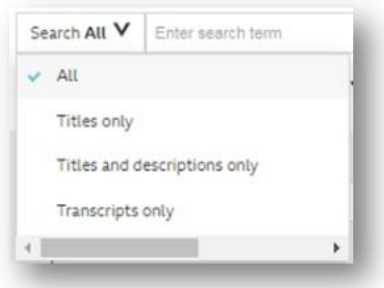 Search All Enter search term
All
Titles only
Titles and descriptions only
Transcripts only